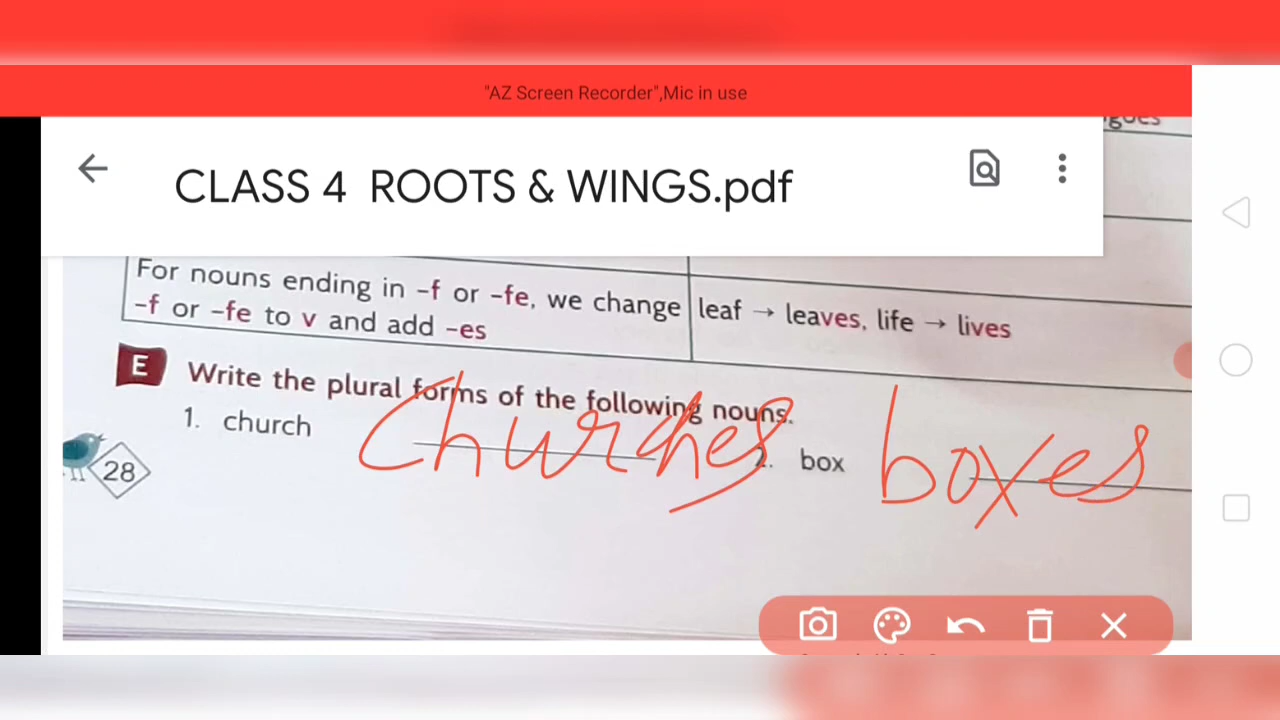 "AZ Screen Recorder",Mic in use
CLASS 4 ROOTS & WINGS.pdf
For nouns ending in -f or -fe, we change
-f or -fe to v and add -es
leaf → leaves, life → lives
E Write the plural forms of the following nouns.
1. church churches 2. box boxes
28